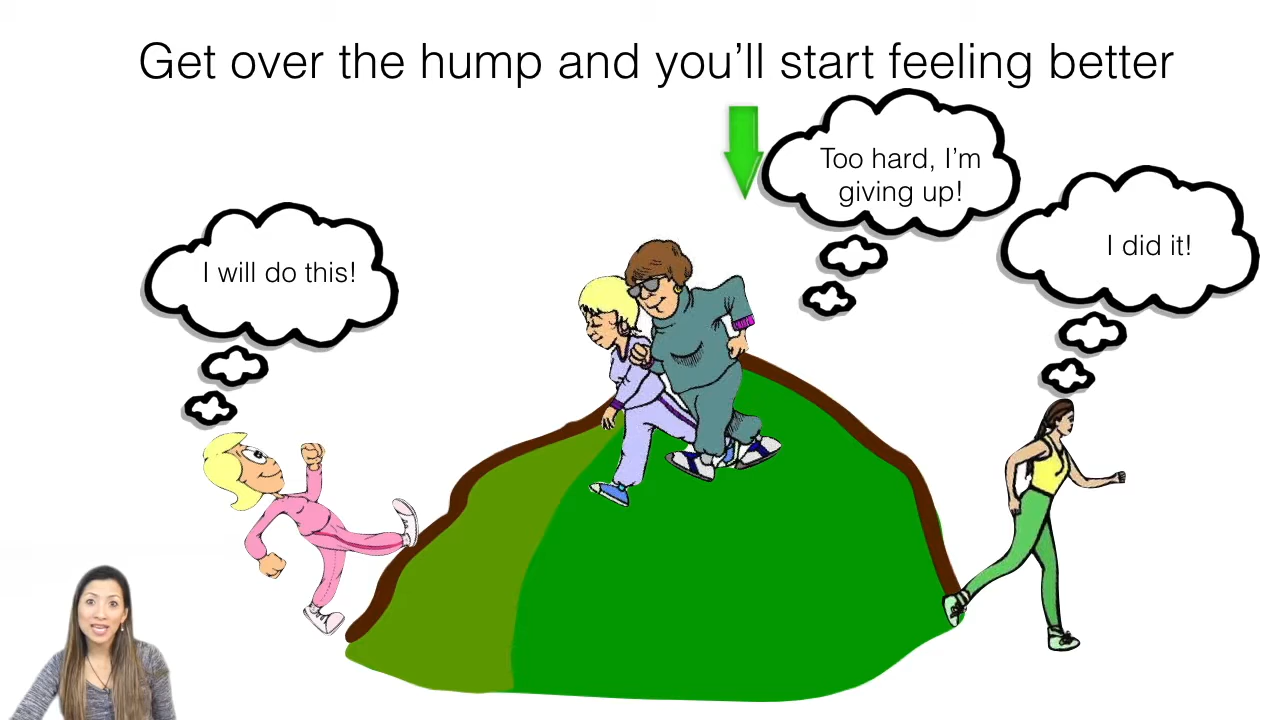 Get over the hump and you’ll start feeling better
Too hard, I’m
giving up!
I did it!
I will do this!